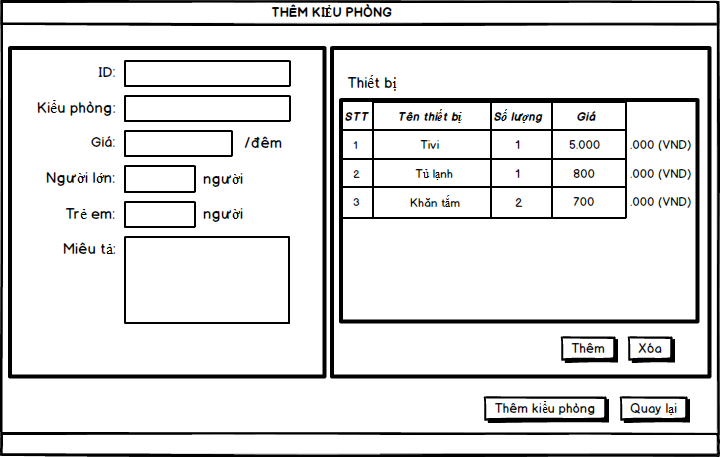 THÊM KIỂU PHÒNG
ID:
Kiểu phòng:
Giá: /đêm
Người lớn: người
Trẻ em: người
Miêu tả:
Thiết bị
STT Tên thiết bị Số lượng Giá
1 Tivi 1 5.000 .000 (VND)
2 Tủ lạnh 1 800 .000 (VND)
3 Khăn tắm 2 700 .000 (VND)
Thêm Xóa
Thêm kiểu phòng Quay lại